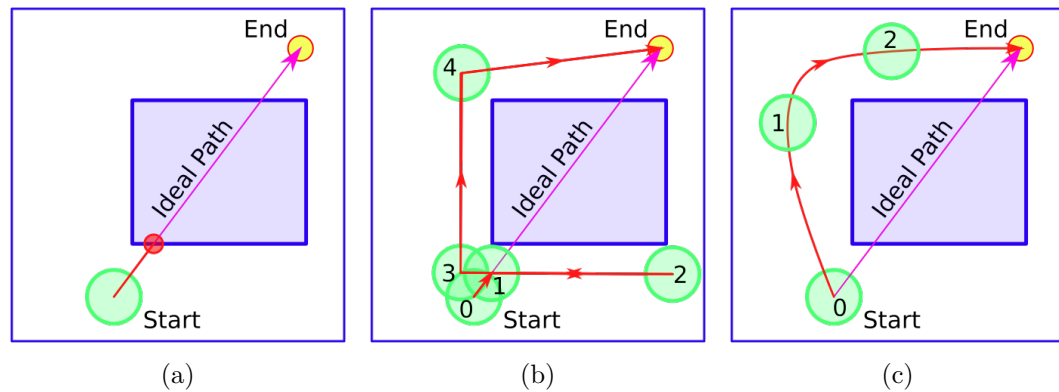 End
Ideal Path
Start
(a)
End
4
Ideal Path
3
1
2
0
Start
(b)
End
2
1
Ideal Path
0
Start
(c)